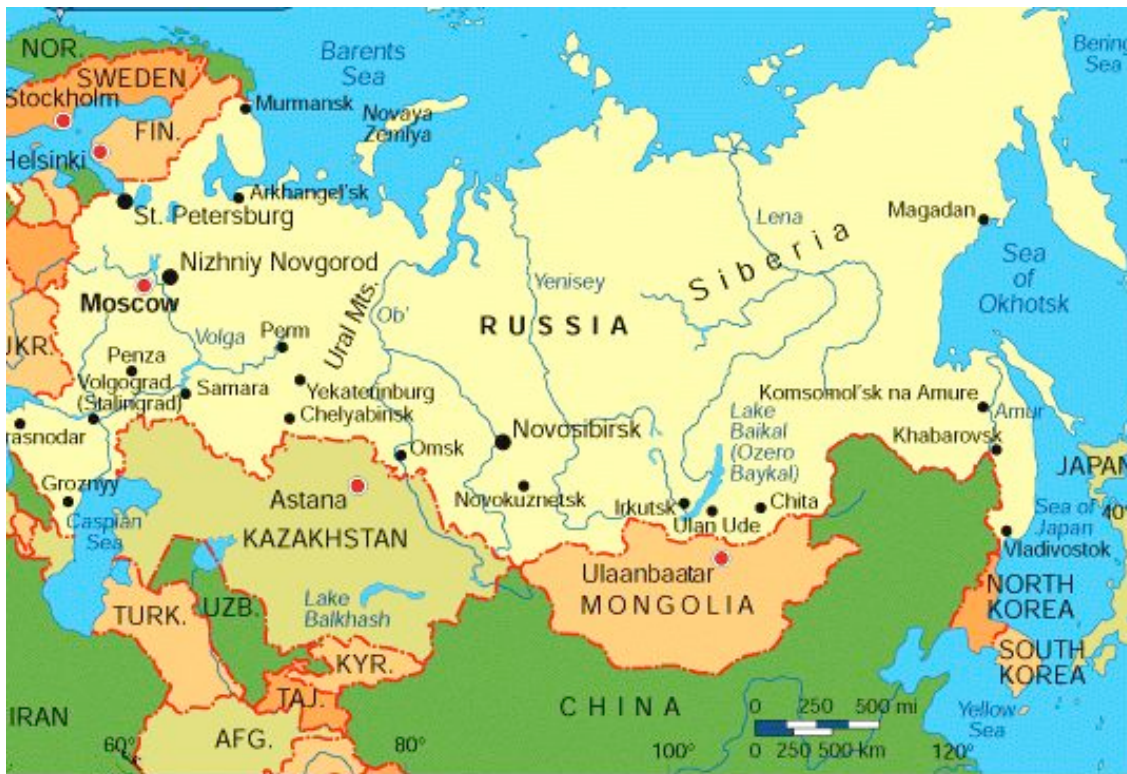 NOR.
Barents
Sea
Bering
Sea
SWEDEN
Stockholm
Murmansk
Novaya
Zemlya
FIN.
Helsinki
Arkhangel'sk
St. Petersburg
Lena
Magadan
Siberia
Sea
of
Okhotsk
Nizhniy Novgorod
Moscow
Yenisey
Ural Mts.
Ob'
RUSSIA
Volga
Perm
UKR.
Penza
Volgograd
(Stalingrad)
Samara
Yekaterinburg
Chelyabinsk
Komsomol'sk na Amure
Amur
Lake
Baikal
(Ozero
Baykal)
rasnodar
Omsk
Novosibirsk
Khabarovsk
JAPAN
Groznyy
Astana
Novokuznetsk
Irkutsk
Ulan Ude
Chita
Caspian
Sea
KAZAKHSTAN
Sea of
Japan
40°
Vladivostok
Ulaanbaatar
MONGOLIA
NORTH
KOREA
TURK.
UZB.
Lake
Balkhash
KYR.
SOUTH
KOREA
TAJ.
IRAN
CHINA
0 250 500 mi
0 250 500 km
Yellow
Sea
AFG.
60°
80°
100°
120°